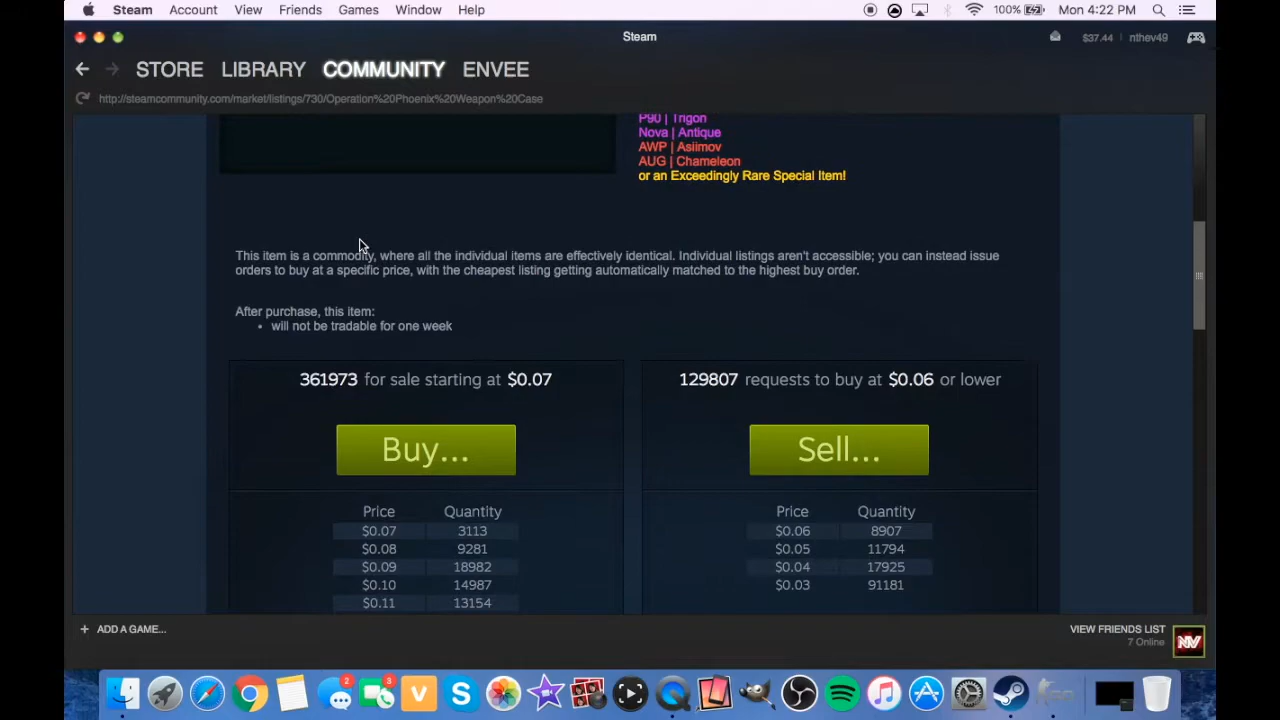 Steam Account View Friends Games Window Help 100% Mon 4:22 PM
Steam
$37.44 nthev49
STORE LIBRARY COMMUNITY ENVEE
http://steamcommunity.com/market/listings/730/Operation%20Phoenix%20Weapon%20Case
P90 | Trigon
Nova | Antique
AWP | Asiimov
AUG | Chameleon
or an Exceedingly Rare Special Item!
This item is a commodity, where all the individual items are effectively identical. Individual listings aren't accessible; you can instead issue
orders to buy at a specific price, with the cheapest listing getting automatically matched to the highest buy order.
After purchase, this item:
• will not be tradable for one week
361973 for sale starting at $0.07
Buy...
Price Quantity
$0.07 3113
$0.08 9281
$0.09 18982
$0.10 14987
$0.11 13154
129807 requests to buy at $0.06 or lower
Sell...
Price Quantity
$0.06 8907
$0.05 11794
$0.04 17925
$0.03 91181
+ ADD A GAME...
VIEW FRIENDS LIST
7 Online
NV
2
3